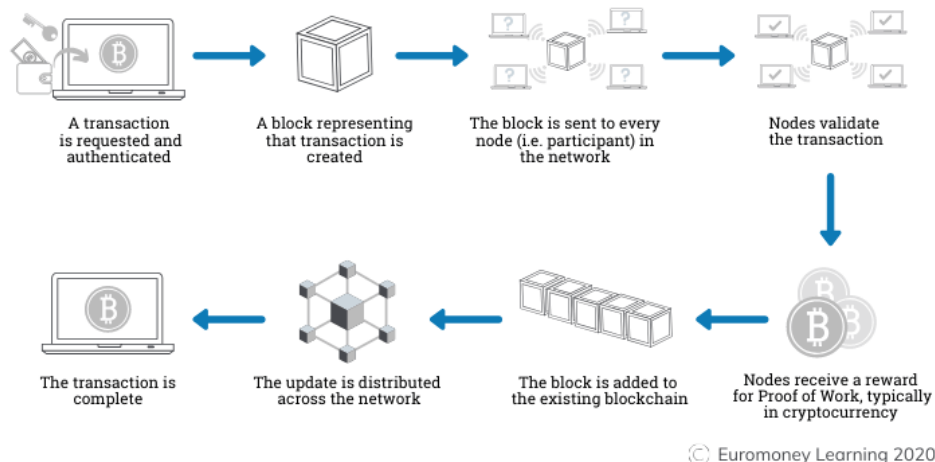 A transaction
is requested and
authenticated
A block representing
that transaction is
created
The block is sent to every
node (i.e. participant) in
the network
Nodes validate
the transaction
The transaction is
complete
The update is distributed
across the network
The block is added to
the existing blockchain
Nodes receive a reward
for Proof of Work, typically
in cryptocurrency
© Euromoney Learning 2020